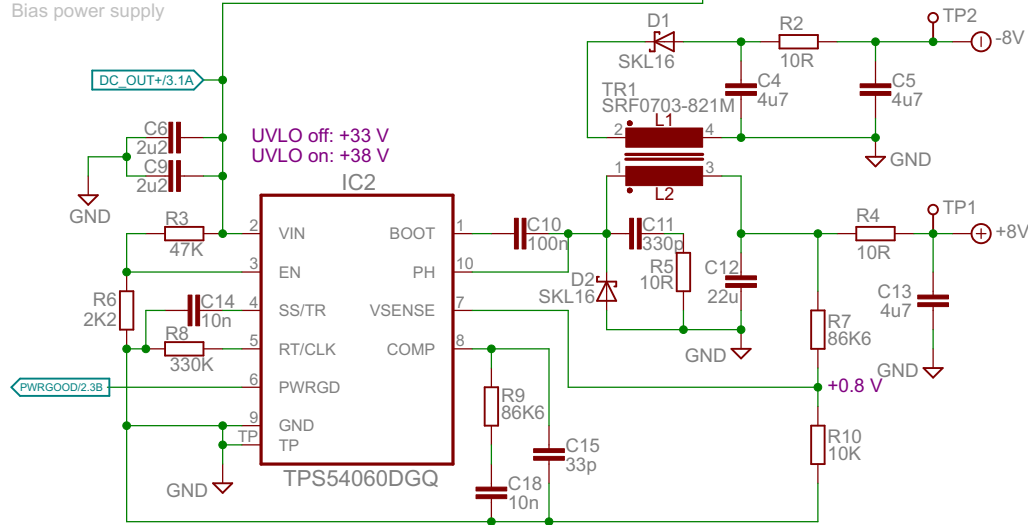 Bias power supply
TP2
D1
R2
-8V
SKL16
10R
DC_OUT+/3.1A
C4
4u7
C5
4u7
TR1
SRF0703-821M
C6
2u2
UVLO off: +33 V
UVLO on: +38 V
L1
2
4
C9
2u2
GND
1
3
IC2
L2
GND
TP1
R3
C10
C11
R4
+8V
47K
2
VIN
BOOT
1
100n
330p
10R
3
EN
PH
10
R5
10R
C12
22u
D2
SKL16
R6
2K2
C14
10n
4
SS/TR
VSENSE
7
C13
4u7
R8
R7
86K6
330K
5
RT/CLK
COMP
8
GND
GND
PWRGOOD/2.3B
6
PWRGD
+0.8 V
R9
86K6
9
GND
TP
TP
R10
10K
C15
33p
GND
TPS54060DGQ
C18
10n